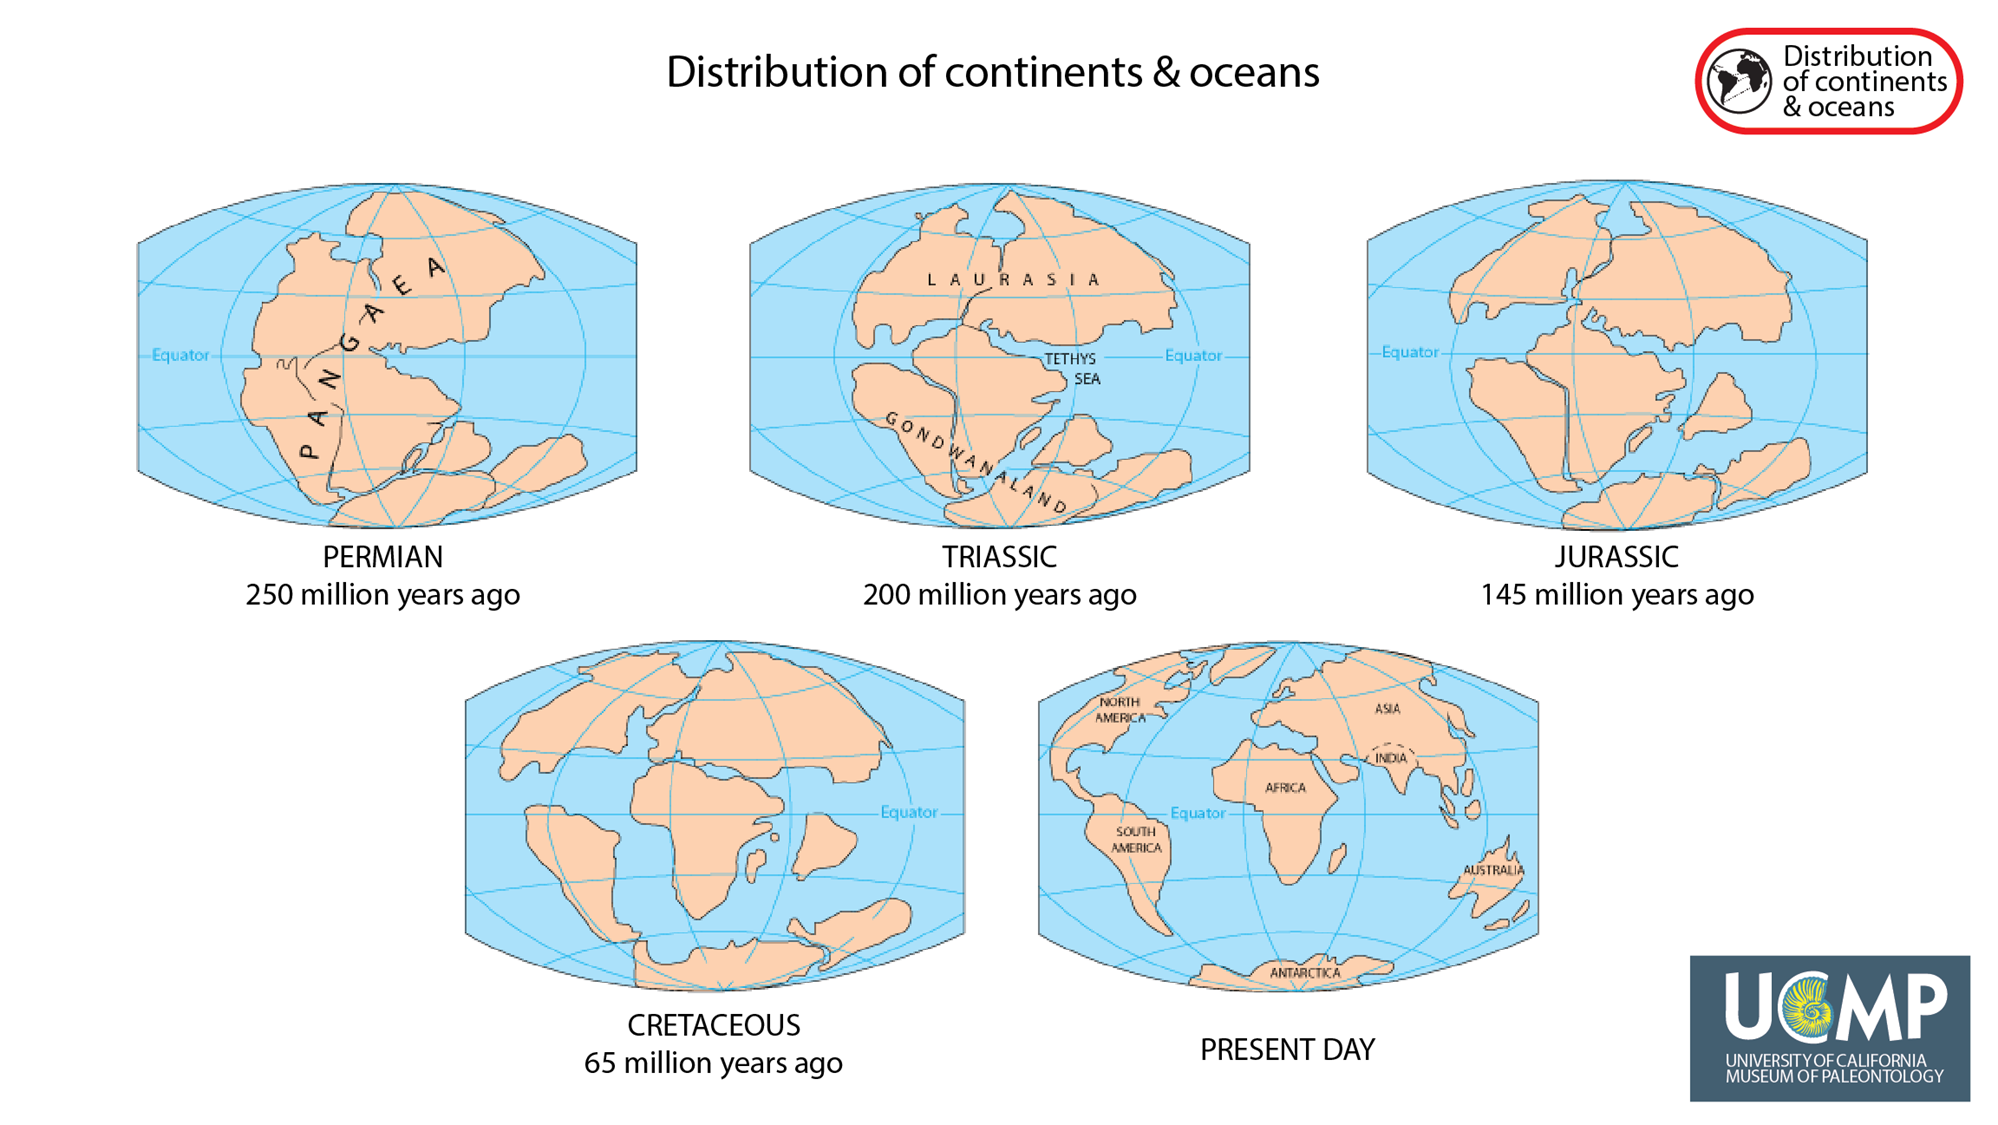 Distribution of continents & oceans
Distribution
of continents
& oceans
PANGAEA
Equator
PERMIAN
250 million years ago
LAURASIA
TETHYS
SEA
Equator
GONDWANALAND
TRIASSIC
200 million years ago
Equator
JURASSIC
145 million years ago
Equator
CRETACEOUS
65 million years ago
NORTH
AMERICA
ASIA
INDIA
AFRICA
Equator
SOUTH
AMERICA
AUSTRALIA
ANTARCTICA
PRESENT DAY
UCMP
UNIVERSITY OF CALIFORNIA
MUSEUM OF PALEONTOLOGY